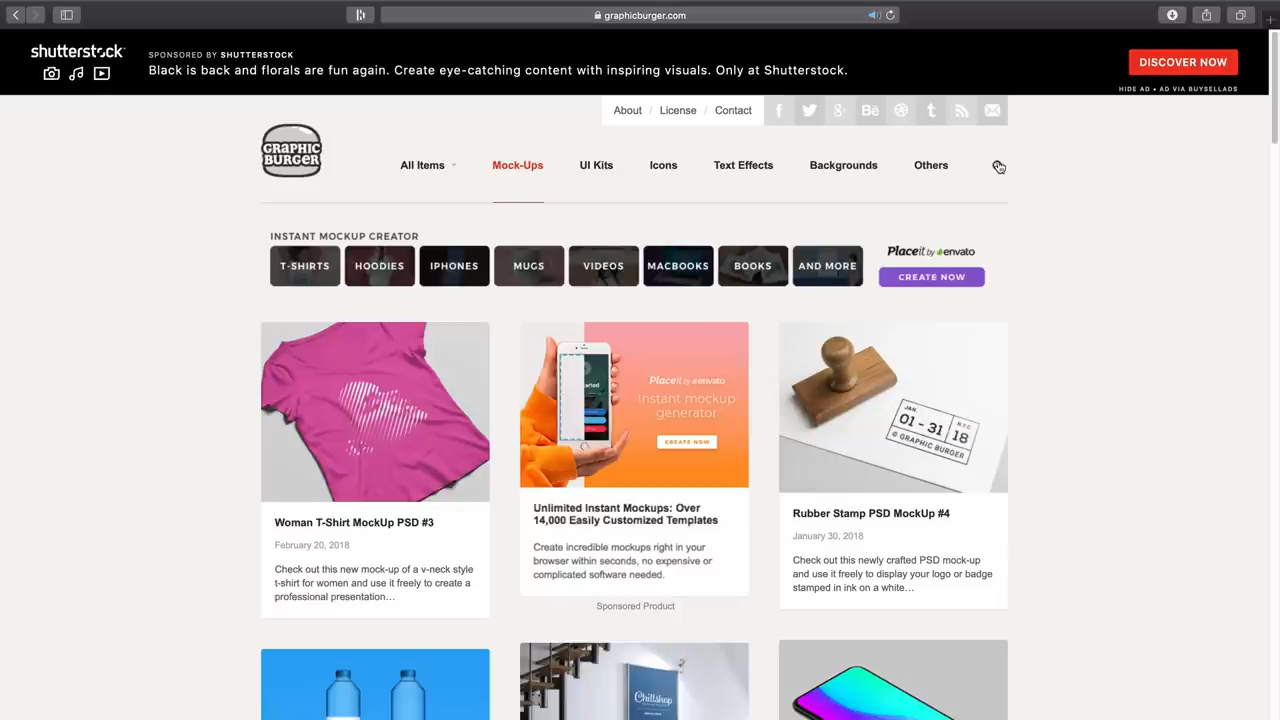 graphicburger.com
shutterstock
SPONSORED BY SHUTTERSTOCK
Black is back and florals are fun again. Create eye-catching content with inspiring visuals. Only at Shutterstock.
DISCOVER NOW
HIDE AD • AD VIA BUYSELLADS
About / License / Contact
GRAPHIC
BURGER
All Items
Mock-Ups
UI Kits
Icons
Text Effects
Backgrounds
Others
INSTANT MOCKUP CREATOR
T-SHIRTS
HOODIES
IPHONES
MUGS
VIDEOS
MACBOOKS
BOOKS
AND MORE
Placeit by envato
CREATE NOW
Placeit by envato
Instant mockup
generator
CREATE NOW
JAN.
N.Y.C
01 - 31 18
@ GRAPHIC BURGER
Woman T-Shirt MockUp PSD #3
February 20, 2018
Check out this new mock-up of a v-neck style
t-shirt for women and use it freely to create a
professional presentation…
Unlimited Instant Mockups: Over
14,000 Easily Customized Templates
Create incredible mockups right in your
browser within seconds, no expensive or
complicated software needed.
Sponsored Product
Rubber Stamp PSD MockUp #4
January 30, 2018
Check out this newly crafted PSD mock-up
and use it freely to display your logo or badge
stamped in ink on a white…
Chillshop